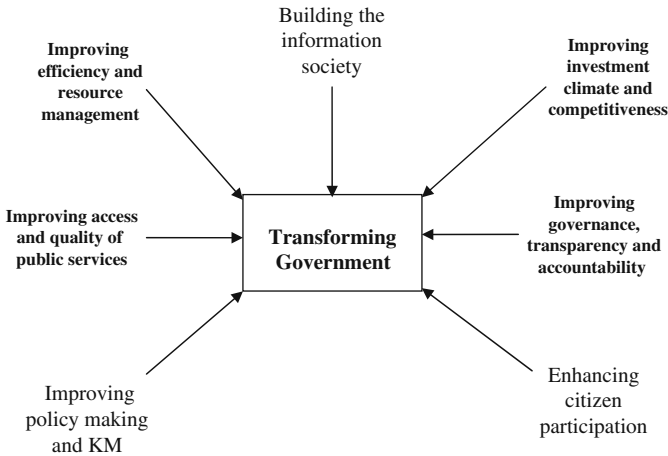 Building the
information
society
Improving
efficiency and
resource
management
Improving
investment
climate and
competitiveness
Improving access
and quality of
public services
Transforming
Government
Improving
governance,
transparency and
accountability
Improving
policy making
and KM
Enhancing
citizen
participation